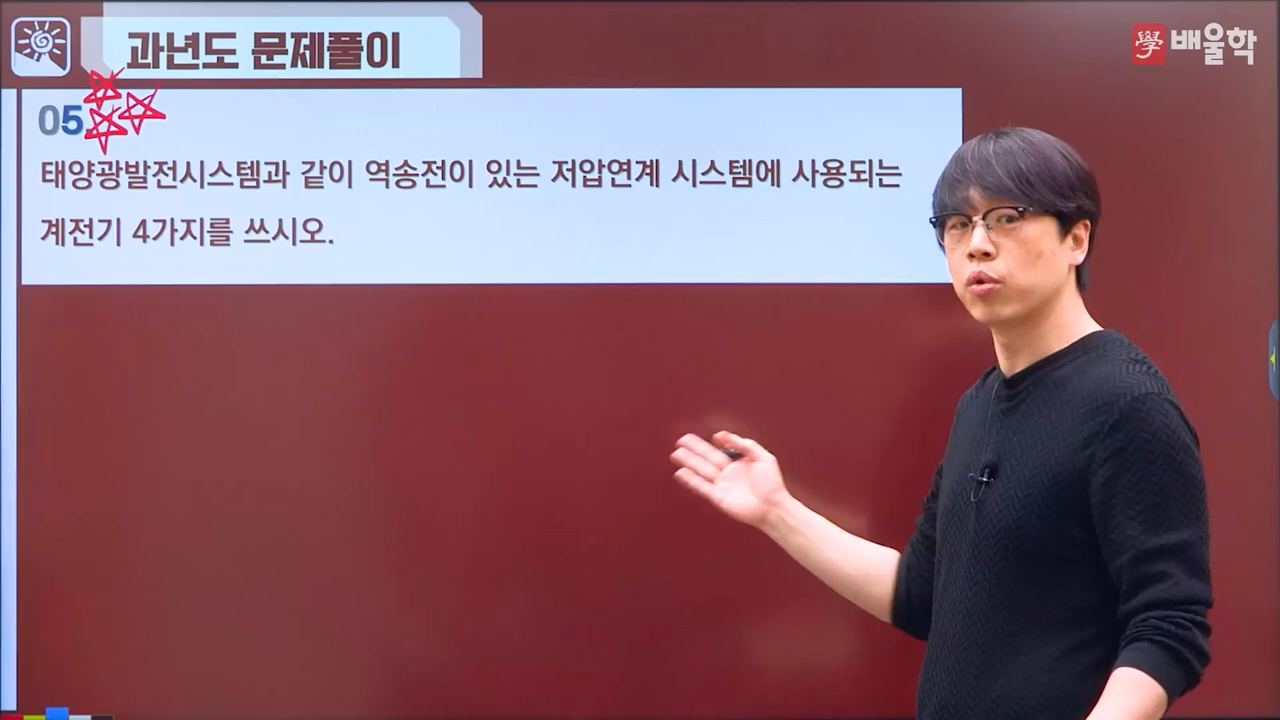 과년도 문제풀이
學 배울학
05.
태양광발전시스템과 같이 역송전이 있는 저압연계 시스템에 사용되는
계전기 4가지를 쓰시오.